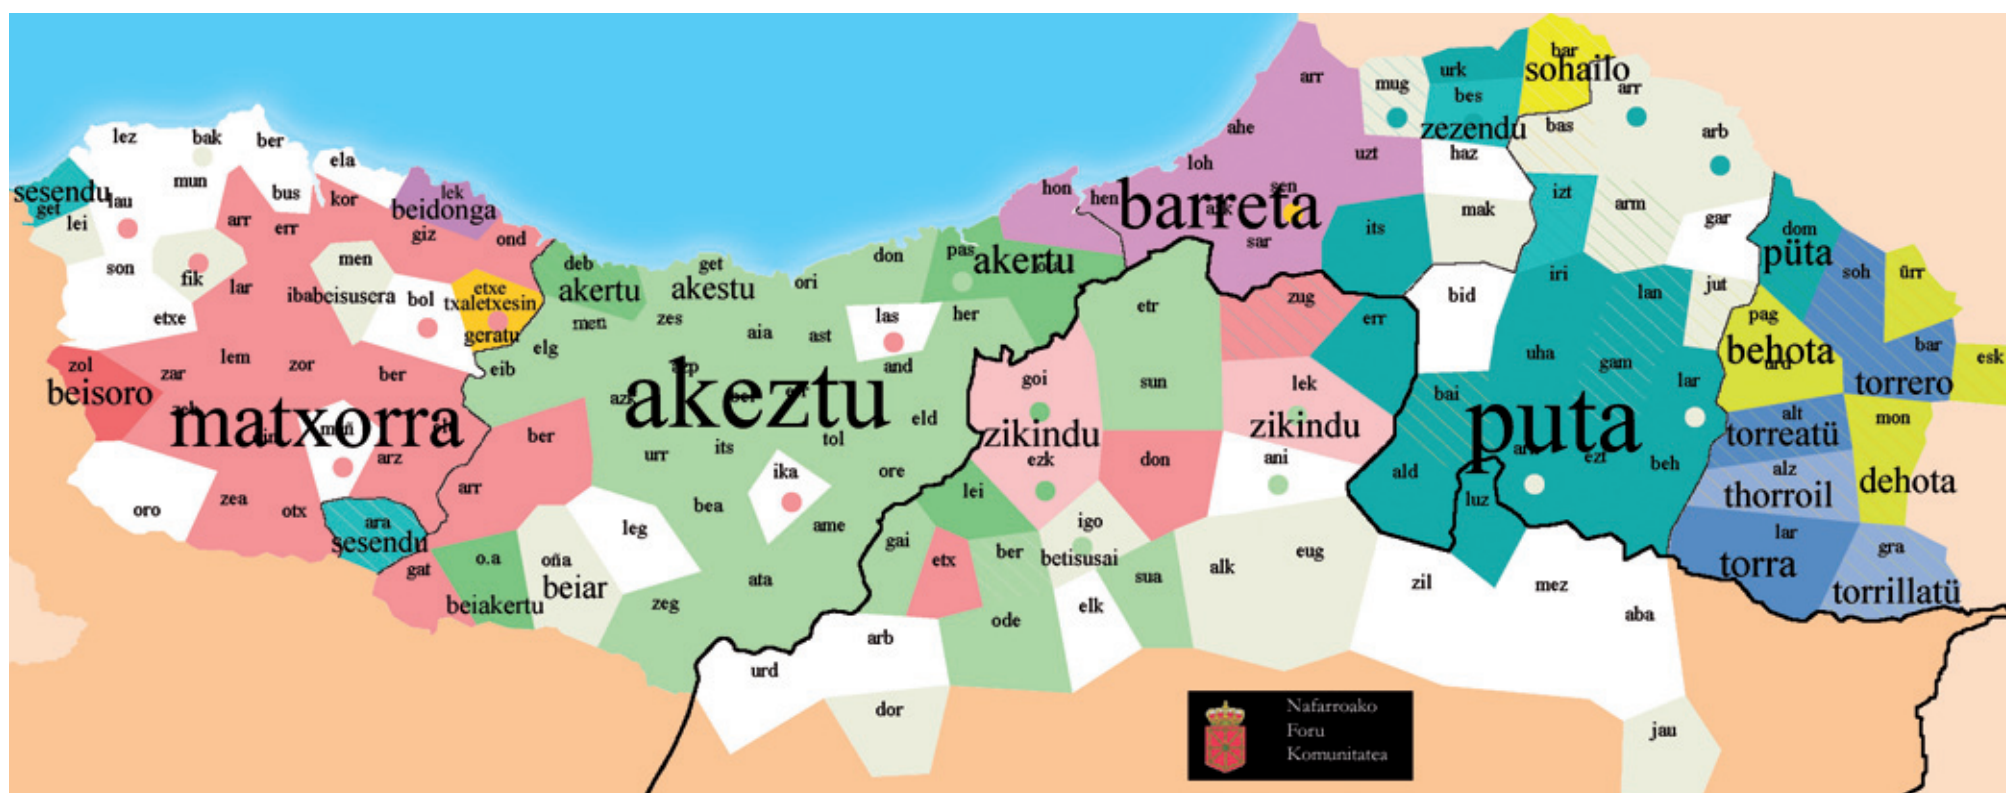 bar
sohailo
arr
urk
mug
arr
bes
zezendu
bas
arb
ahe
lez
bak
ber
ela
haz
uzt
loh
mun
bus
kor
sesendu
get
lau
lei
lek
beidonga
hon
hen
sen
barreta
izt
arm
mak
gar
arr
err
giz
ond
sar
its
dom
püta
don
pas
akertu
men
son
fik
deb
akertu
get
akestu
ori
soh
ürr
iri
lan
jut
lar
bol
etxe
txaletxesin
geratu
bid
zug
etr
err
etxe
men
zes
aia
ast
las
her
pag
behota
bar
esk
torrero
lem
zor
zar
ber
zol
beisoro
elg
eib
and
goi
sun
lek
uha
gam
lar
matxorra
akeztu
bai
puta
arz
ber
urr
its
tol
eld
zikindu
ezk
don
zikindu
ani
alt
torreatü
mon
ika
ore
lei
ald
luz
beh
alz
thorroil
dehota
oro
zea
otx
arr
ara
sesendu
leg
bea
ame
gai
igo
betisusai
ber
etx
alk
eug
lar
torra
gra
torrillatü
gat
o.a
beiakertu
oña
beiar
ata
zeg
ode
elk
sua
zil
mez
aba
urd
arb
dor
jau
Nafarroako
Foru
Komunitatea